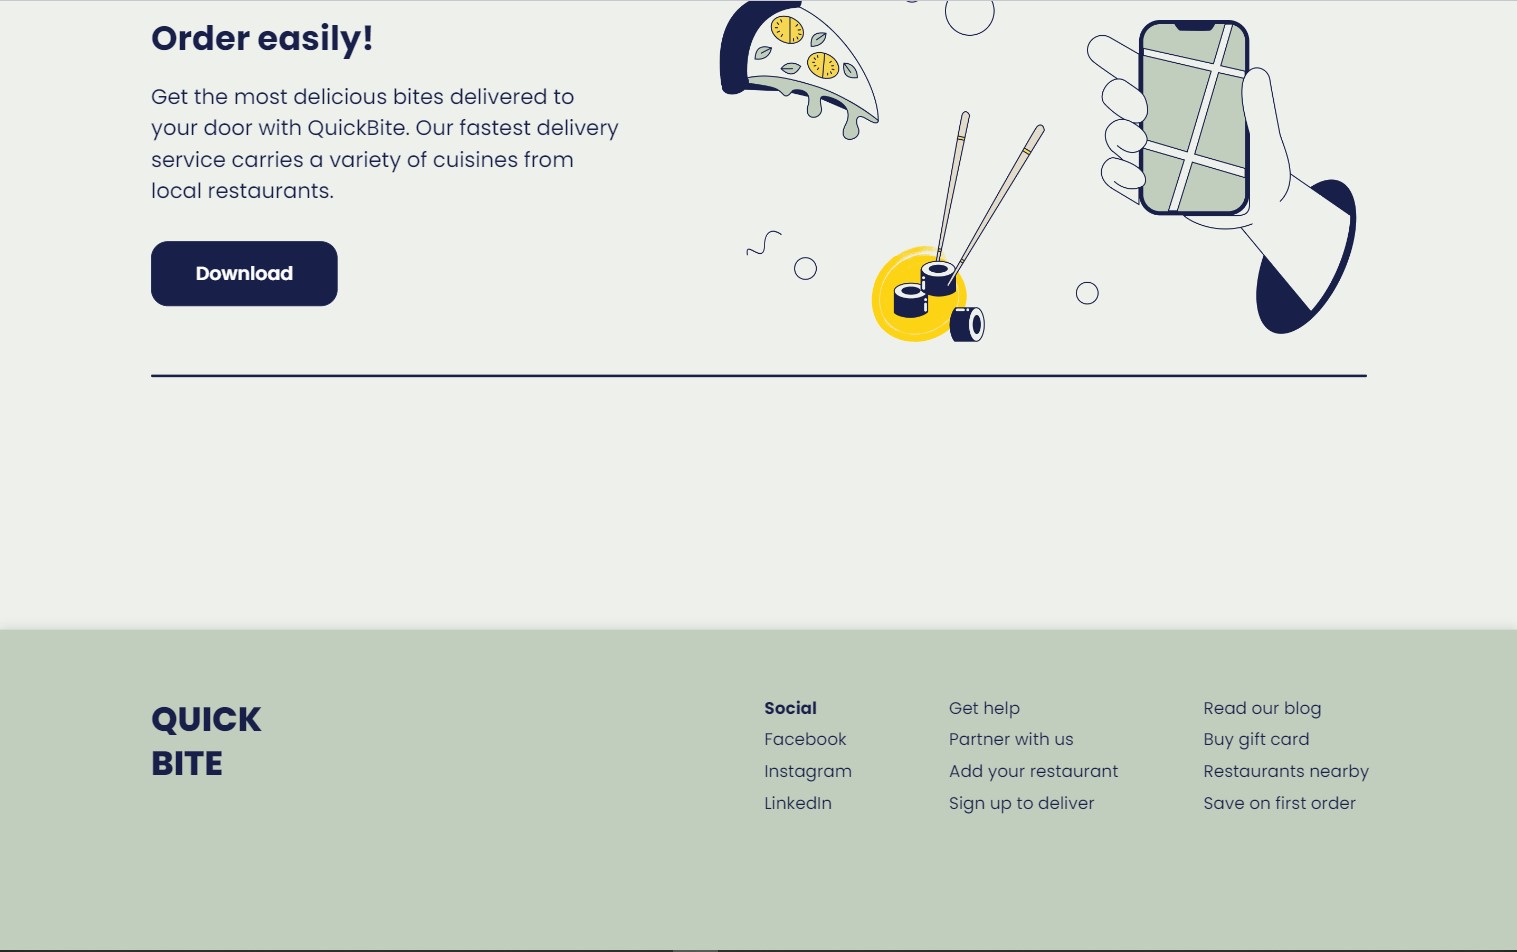 Order easily!
Get the most delicious bites delivered to
your door with QuickBite. Our fastest delivery
service carries a variety of cuisines from
local restaurants.
Download
QUICK
BITE
Social
Facebook
Instagram
LinkedIn
Get help
Partner with us
Add your restaurant
Sign up to deliver
Read our blog
Buy gift card
Restaurants nearby
Save on first order